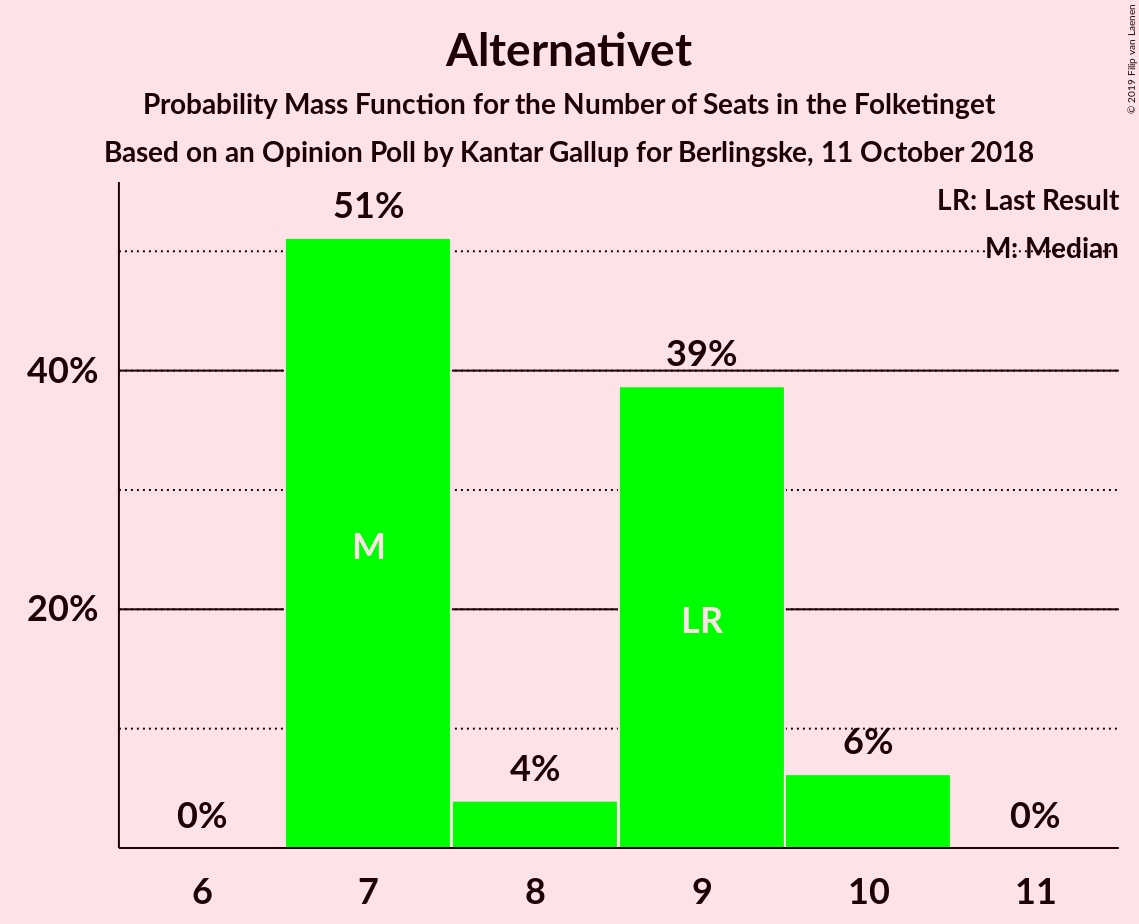 Alternativet
Probability Mass Function for the Number of Seats in the Folketinget
Based on an Opinion Poll by Kantar Gallup for Berlingske, 11 October 2018
© 2019 Filip van Laenen
LR: Last Result
M: Median
51%
39%
40%
M
LR
20%
6%
4%
0%
0%
6 7 8 9 10 11